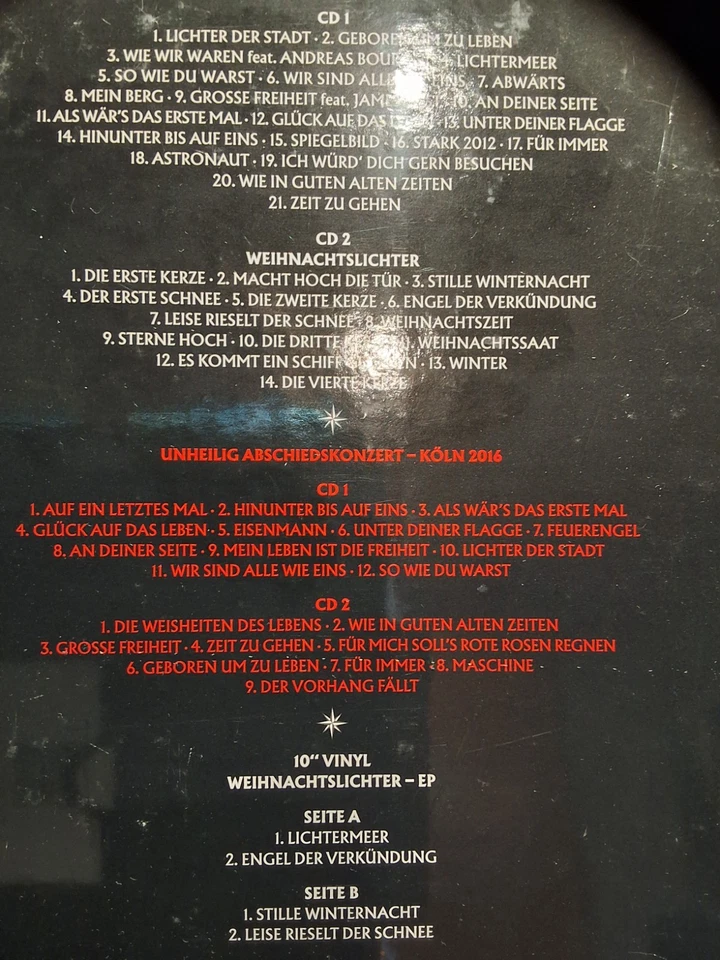 CD 1
1. LICHTER DER STADT · 2. GEBOREN UM ZU LEBEN
3. WIE WIR WAREN feat. ANDREAS LICHTERMEER
5. SO WIE DU WARST · 6. WIR SIND ALLE · 7. ABWÄRTS
8. MEIN BERG · 9. GROSSE FREIHEIT feat. 10. AN DEINER SEITE
11. ALS WÄR'S DAS ERSTE MAL · 12. GLÜCK AUF DAS · 13. UNTER DEINER FLAGGE
14. HINUNTER BIS AUF EINS · 15. SPIEGELBILD · 16. STARK 2012 · 17. FÜR IMMER
18. ASTRONAUT · 19. ICH WÜRD' DICH GERN BESUCHEN
20. WIE IN GUTEN ALTEN ZEITEN
21. ZEIT ZU GEHEN
CD 2
WEIHNACHTSLICHTER
1. DIE ERSTE KERZE · 2. MACHT HOCH DIE TÜR · 3. STILLE WINTERNACHT
4. DER ERSTE SCHNEE · 5. DIE ZWEITE KERZE · 6. ENGEL DER VERKÜNDUNG
7. LEISE RIESELT DER SCHNEE · 8. WEIHNACHTSZEIT
9. STERNE HOCH · 10. DIE DRITTE WEIHNACHTSSAAT
12. ES KOMMT EIN SCHIFF · 13. WINTER
14. DIE VIERTE KERZE
UNHEILIG ABSCHIEDSKONZERT – KÖLN 2016
CD 1
1. AUF EIN LETZTES MAL · 2. HINUNTER BIS AUF EINS · 3. ALS WÄR'S DAS ERSTE MAL
4. GLÜCK AUF DAS LEBEN · 5. EISENMANN · 6. UNTER DEINER FLAGGE · 7. FEUERENGEL
8. AN DEINER SEITE · 9. MEIN LEBEN IST DIE FREIHEIT · 10. LICHTER DER STADT
11. WIR SIND ALLE WIE EINS · 12. SO WIE DU WARST
CD 2
1. DIE WEISHEITEN DES LEBENS · 2. WIE IN GUTEN ALTEN ZEITEN
3. GROSSE FREIHEIT · 4. ZEIT ZU GEHEN · 5. FÜR MICH SOLL'S ROTE ROSEN REGNEN
6. GEBOREN UM ZU LEBEN · 7. FÜR IMMER · 8. MASCHINE
9. DER VORHANG FÄLLT
10“ VINYL
WEIHNACHTSLICHTER – EP
SEITE A
1. LICHTERMEER
2. ENGEL DER VERKÜNDUNG
SEITE B
1. STILLE WINTERNACHT
2. LEISE RIESELT DER SCHNEE